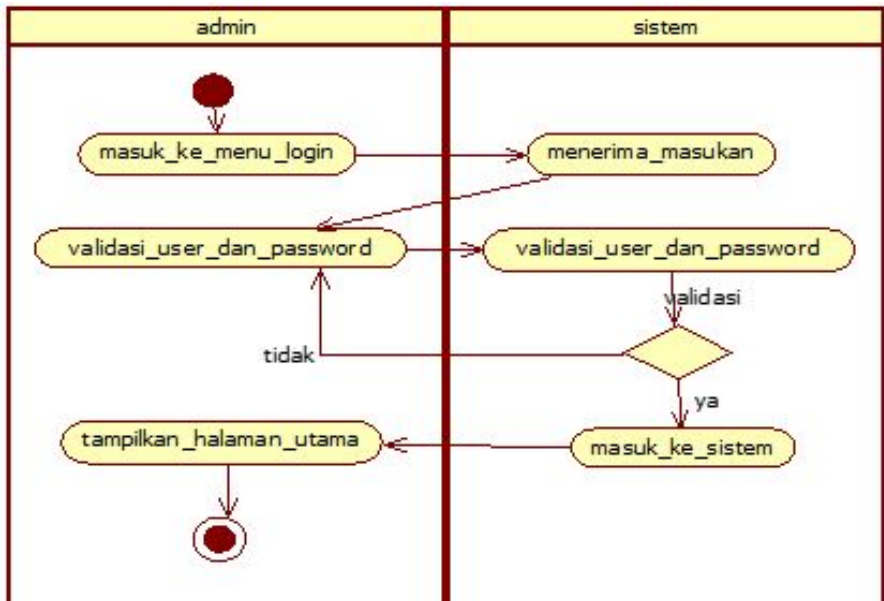 admin
sistem
masuk_ke_menu_login
menerima_masukan
validasi_user_dan_password
validasi_user_dan_password
validasi
tidak
ya
tampilkan_halaman_utama
masuk_ke_sistem